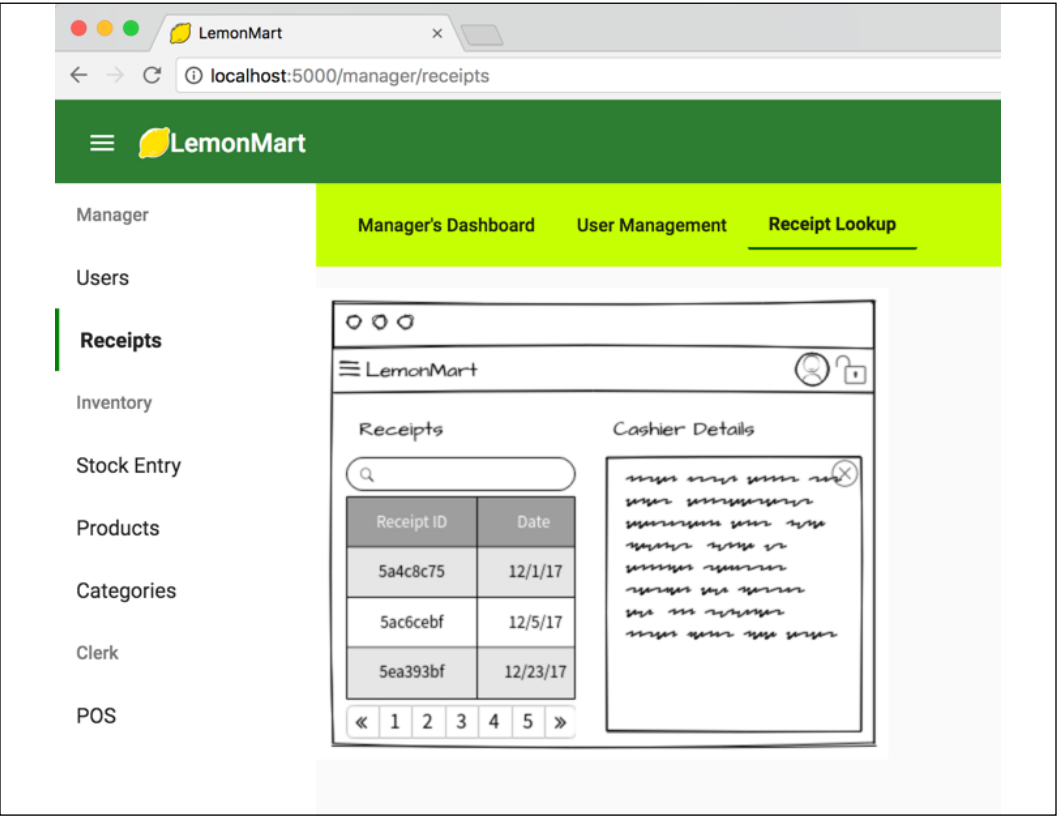 LemonMart
localhost:5000/manager/receipts
LemonMart
Manager
Users
Receipts
Inventory
Stock Entry
Products
Categories
Clerk
POS
Manager's Dashboard User Management Receipt Lookup
LemonMart
Receipts
Receipt ID Date
5a4c8c75 12/1/17
5ac6cebf 12/5/17
5ea393bf 12/23/17
« 1 2 3 4 5 »
Cashier Details